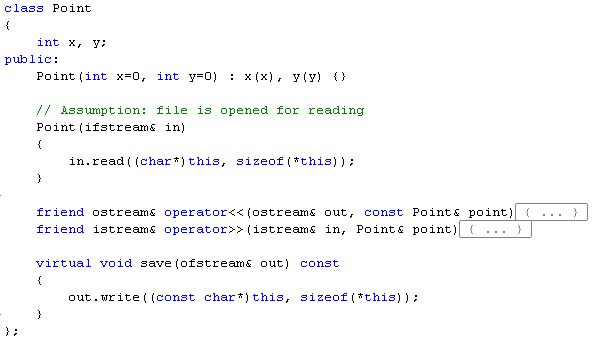 class Point
{
    int x, y;
public:
    Point(int x=0, int y=0) : x(x), y(y) {}

    // Assumption: file is opened for reading
    Point(ifstream& in)
    {
        in.read((char*)this, sizeof(*this));
    }

    friend ostream& operator<<(ostream& out, const Point& point){ ... }
    friend istream& operator>>(istream& in, Point& point){ ... }

    virtual void save(ofstream& out) const
    {
        out.write((const char*)this, sizeof(*this));
    }
};